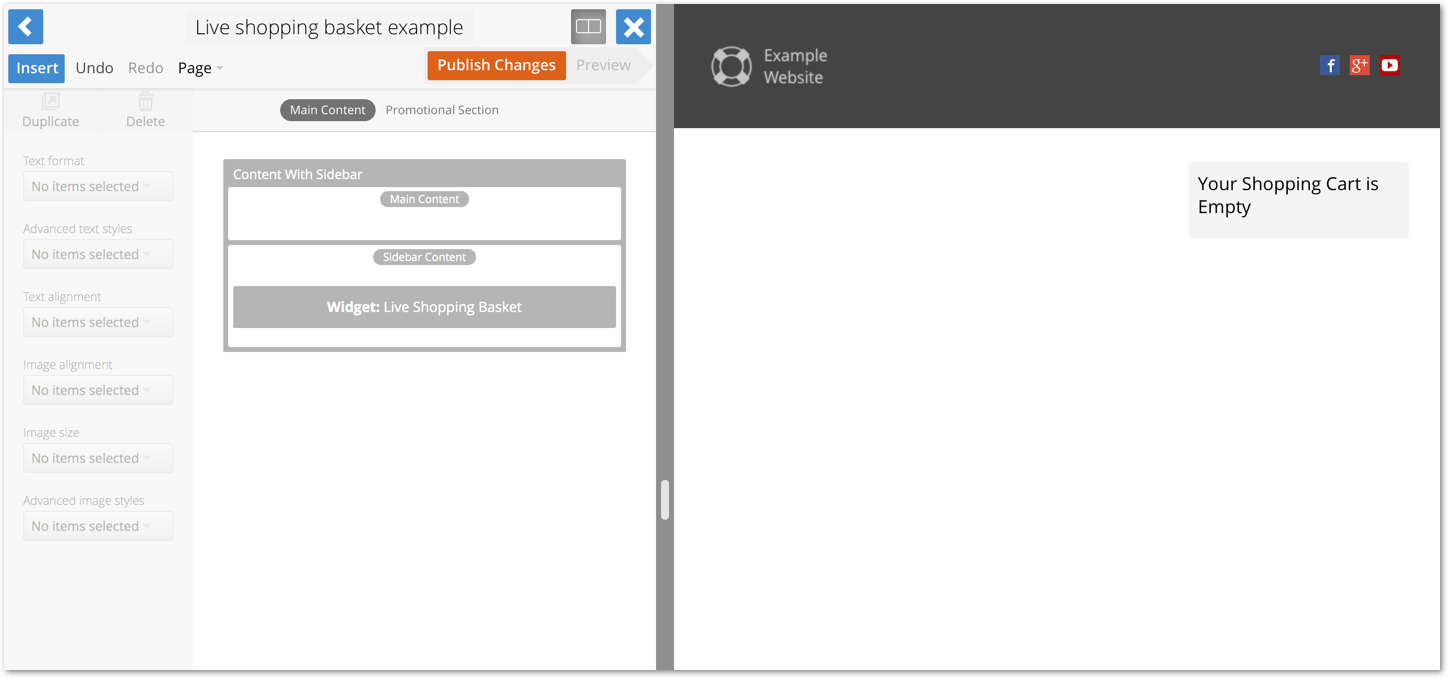 Live shopping basket example
Insert Undo Redo Page Publish Changes Preview
Duplicate Delete
Main Content Promotional Section
Text format
No items selected
Advanced text styles
No items selected
Text alignment
No items selected
Image alignment
No items selected
Image size
No items selected
Advanced image styles
No items selected
Content With Sidebar
Main Content
Sidebar Content
Widget: Live Shopping Basket
Example
Website
f g+
Your Shopping Cart is
Empty